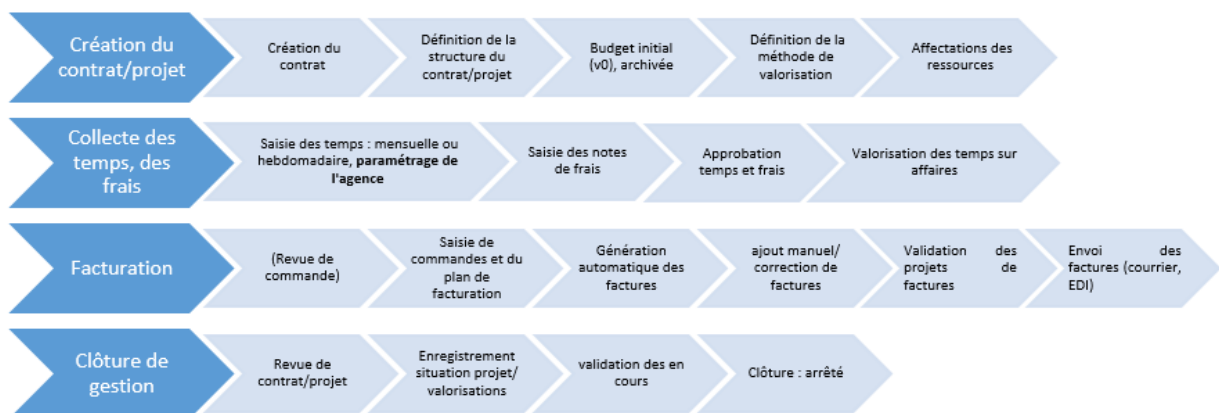 Création du
contrat/projet
Création du
contrat
Définition de la
structure du
contrat/projet
Budget initial
(v0), archivée
Définition de la
méthode de
valorisation
Affectations des
ressources
Collecte des
temps, des
frais
Saisie des temps : mensuelle ou
hebdomadaire, paramétrage de
l'agence
Saisie des notes
de frais
Approbation
temps et frais
Valorisation des temps sur
affaires
Facturation
(Revue de
commande)
Saisie de
commandes et du
plan de
facturation
Génération
automatique des
factures
ajout manuel/
correction de
factures
Validation des
projets de
factures
Envoi des
factures (courrier,
EDI)
Clôture de
gestion
Revue de
contrat/projet
Enregistrement
situation projet/
valorisations
validation des en
cours
Clôture : arrêté